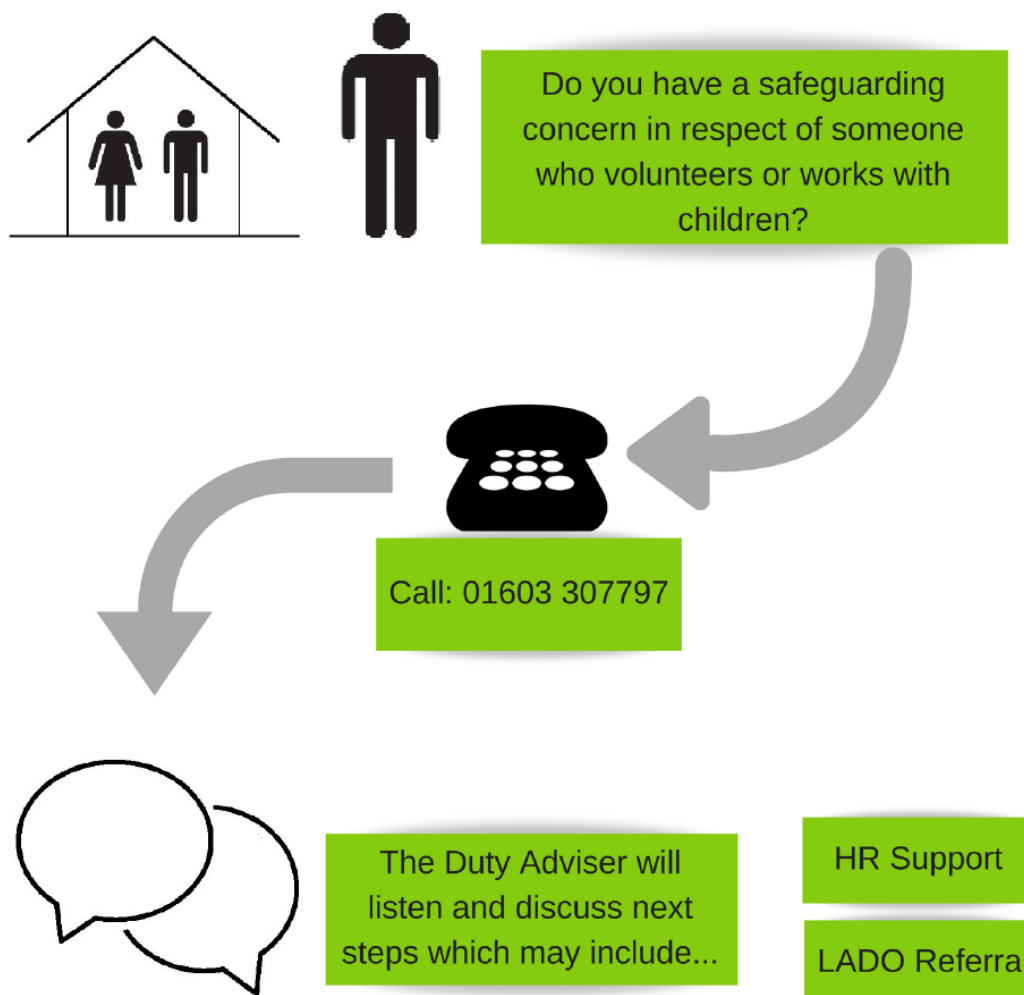 Do you have a safeguarding
concern in respect of someone
who volunteers or works with
children?
Call: 01603 307797
The Duty Adviser will
listen and discuss next
steps which may include...
HR Support
LADO Referra